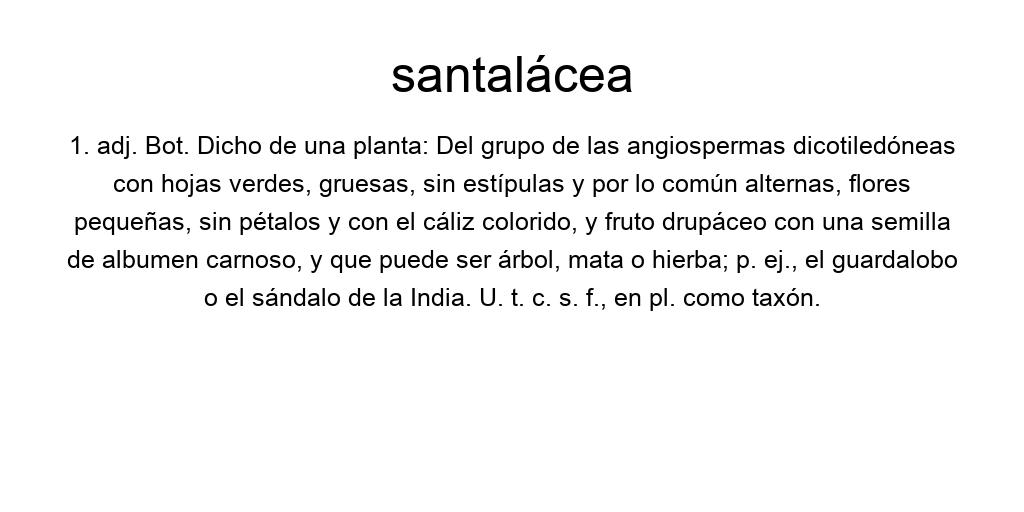 santalácea
1. adj. Bot. Dicho de una planta: Del grupo de las angiospermas dicotiledóneas
con hojas verdes, gruesas, sin estípulas y por lo común alternas, flores
pequeñas, sin pétalos y con el cáliz colorido, y fruto drupáceo con una semilla
de albumen carnoso, y que puede ser árbol, mata o hierba; p. ej., el guardalobo
o el sándalo de la India. U. t. c. s. f., en pl. como taxón.